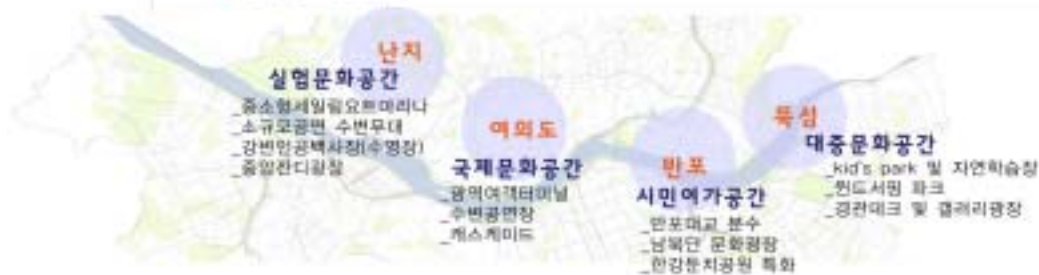 난지
실험문화공간
_중소형세일링요트마리나
_소규모공연 수변무대
_강변인공백사장(수영장)
_중앙잔디광장
여의도
국제문화공간
_광역여객터미널
_수변공연장
_캐스케이드
반포
시민여가공간
_반포대교 분수
_남북단 문화광장
_한강둔치공원 특화
뚝섬
대중문화공간
_kid's park 및 자연학습장
_윈드서핑 파크
_경관데크 및 갤러리광장